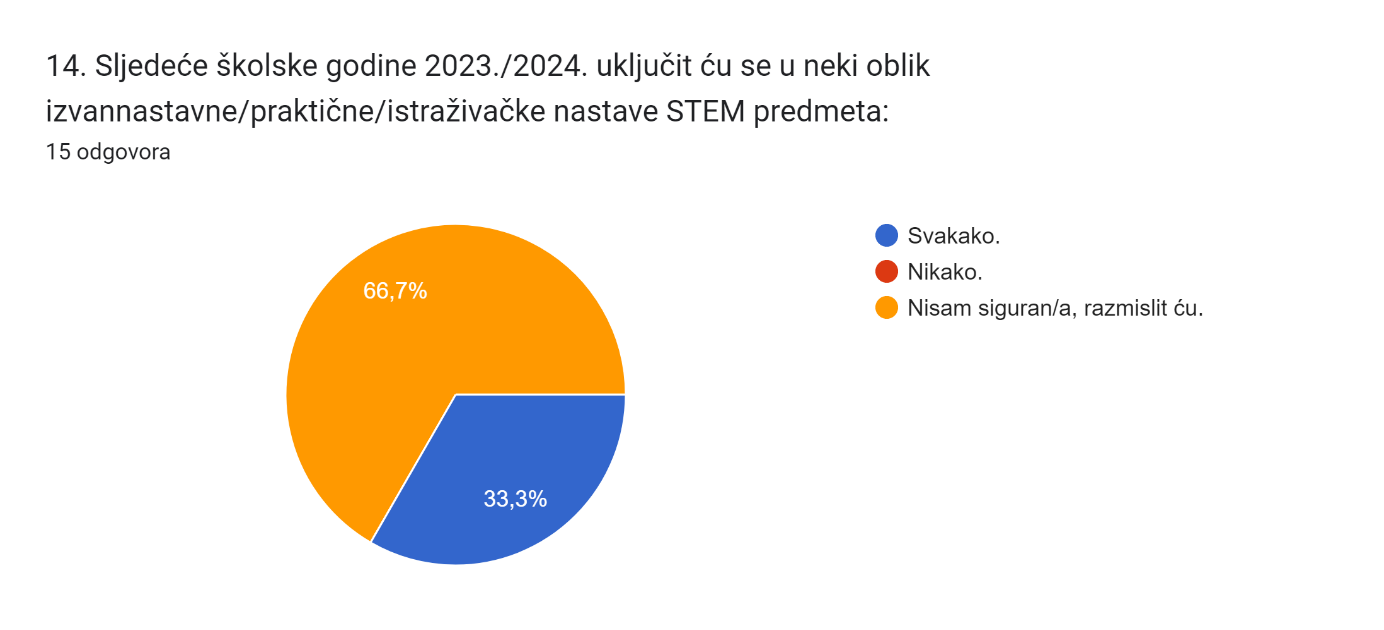 14. Sljedeće školske godine 2023./2024. uključit ću se u neki oblik
izvannastavne/praktične/istraživačke nastave STEM predmeta:
15 odgovora
Svakako.
Nikako.
Nisam siguran/a, razmislit ću.
66,7%
33,3%